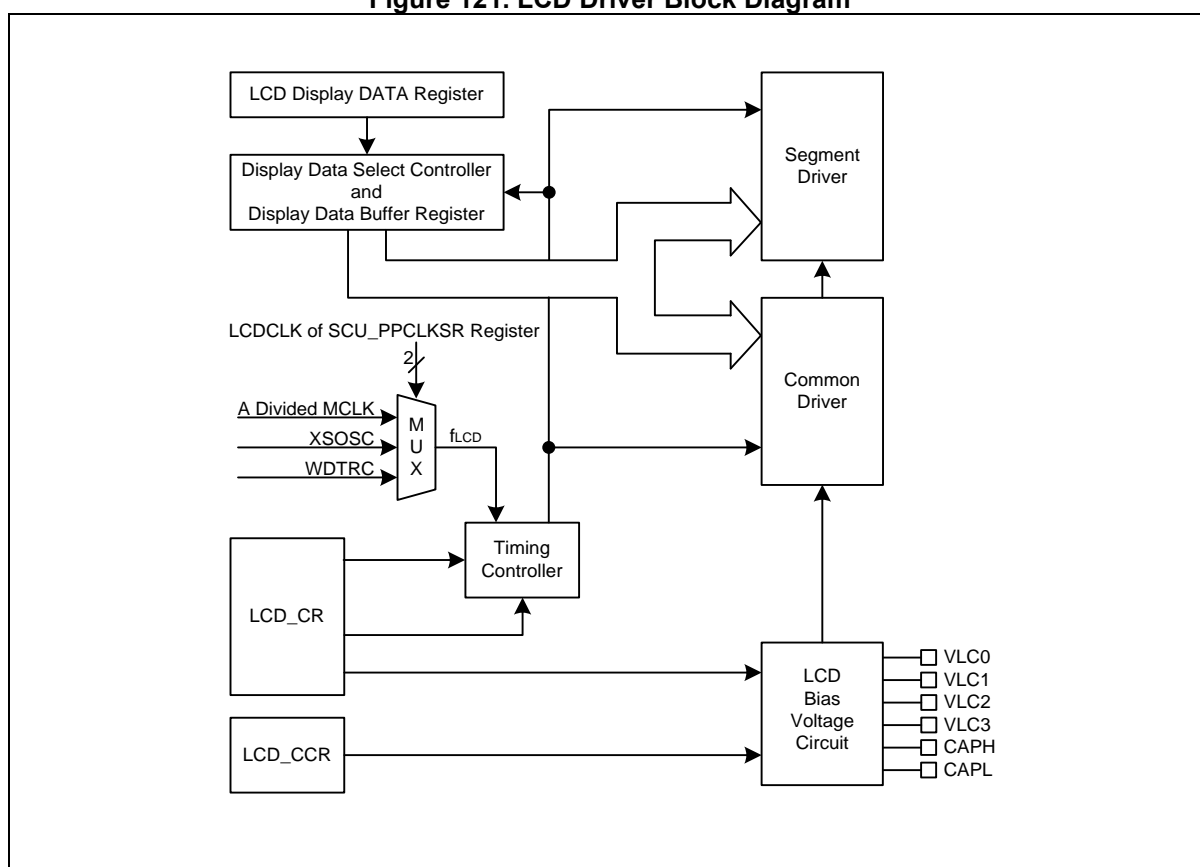 Figure 121. LCD Driver Block Diagram
LCD Display DATA Register
Display Data Select Controller
and
Display Data Buffer Register
Segment
Driver
LCDCLK of SCU_PPCLKSR Register
2
A Divided MCLK
XSOSC
WDTRC
M
U
X
fLCD
Common
Driver
Timing
Controller
LCD_CR
LCD_CCR
LCD
Bias
Voltage
Circuit
VLC0
VLC1
VLC2
VLC3
CAPH
CAPL